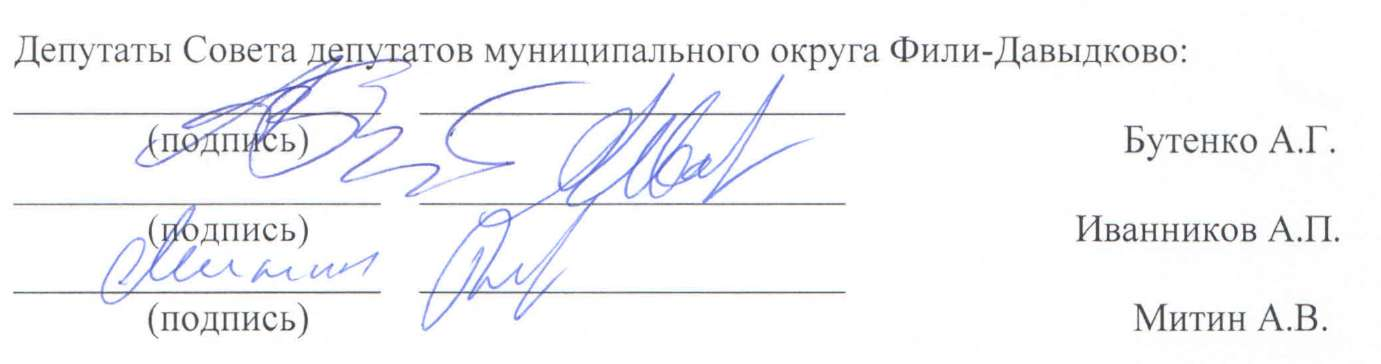 Депутаты Совета депутатов муниципального округа Фили-Давыдково:
(подпись) Бутенко А.Г.
(подпись) Иванников А.П.
(подпись) Митин А.В.